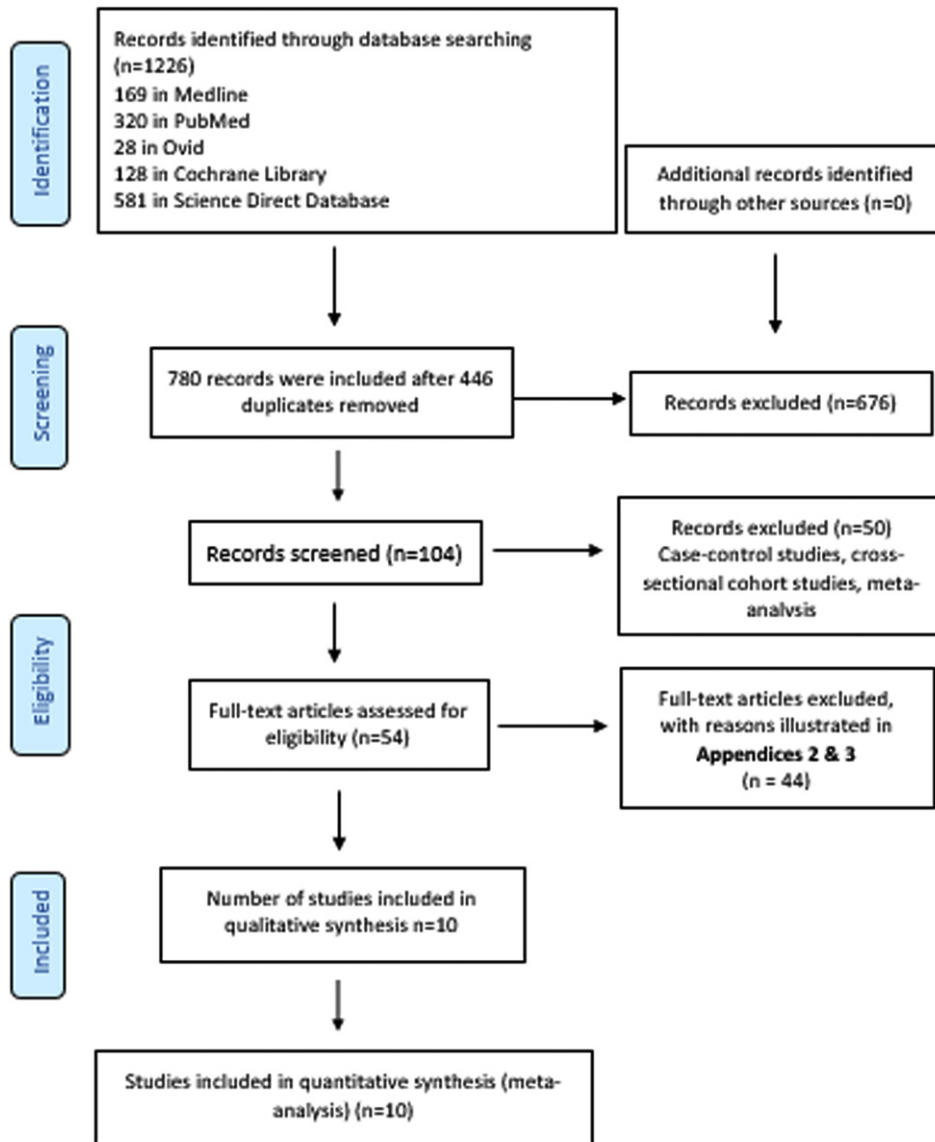 Identification
Records identified through database searching
(n=1226)
169 in Medline
320 in PubMed
28 in Ovid
128 in Cochrane Library
581 in Science Direct Database
Additional records identified
through other sources (n=0)
Screening
780 records were included after 446
duplicates removed
Records excluded (n=676)
Records screened (n=104)
Records excluded (n=50)
Case-control studies, cross-
sectional cohort studies, meta-
analysis
Eligibility
Full-text articles assessed for
eligibility (n=54)
Full-text articles excluded,
with reasons illustrated in
Appendices 2 & 3
(n = 44)
Included
Number of studies included in
qualitative synthesis n=10
Studies included in quantitative synthesis (meta-
analysis) (n=10)